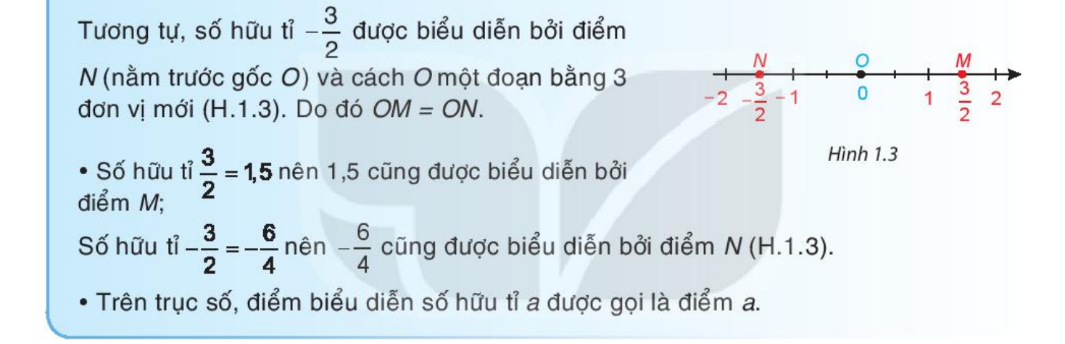 Tương tự, số hữu tỉ −3/2 được biểu diễn bởi điểm
N (nằm trước gốc O) và cách O một đoạn bằng 3
đơn vị mới (H.1.3). Do đó OM = ON.
• Số hữu tỉ 3/2 = 1,5 nên 1,5 cũng được biểu diễn bởi
điểm M;
Số hữu tỉ −3/2 = −6/4 nên −6/4 cũng được biểu diễn bởi điểm N (H.1.3).
• Trên trục số, điểm biểu diễn số hữu tỉ a được gọi là điểm a.
N O M
−2 −3/2 −1 0 1 3/2 2
Hình 1.3